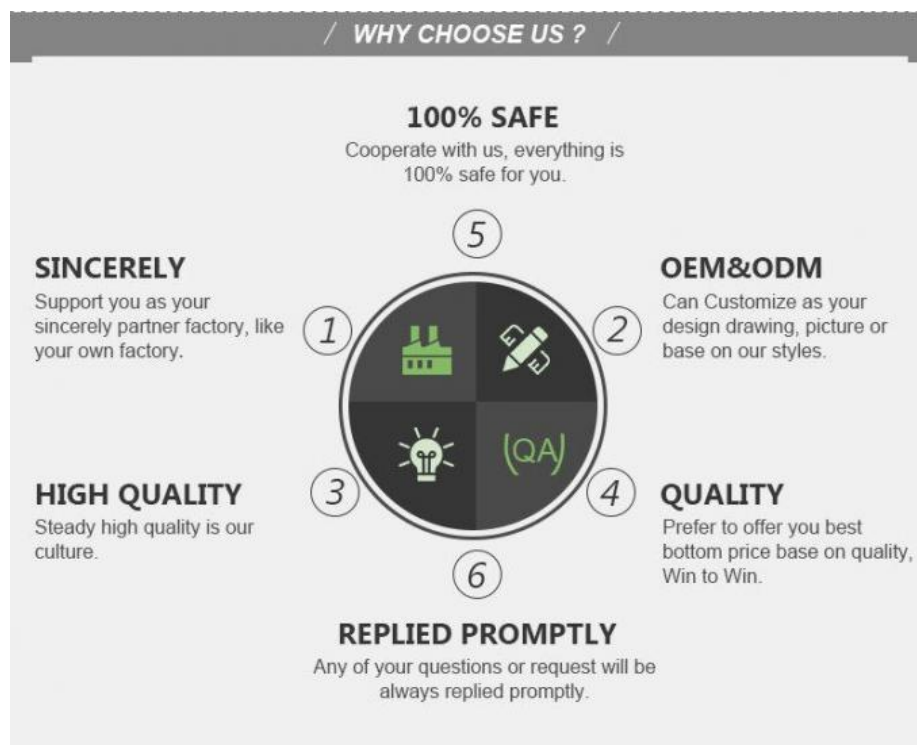 / WHY CHOOSE US ? /
100% SAFE
Cooperate with us, everything is
100% safe for you.
5
SINCERELY
Support you as your
sincerely partner factory, like
your own factory.
1
OEM&ODM
Can Customize as your
design drawing, picture or
base on our styles.
2
(QA)
HIGH QUALITY
Steady high quality is our
culture.
3
QUALITY
Prefer to offer you best
bottom price base on quality,
Win to Win.
4
6
REPLIED PROMPTLY
Any of your questions or request will be
always replied promptly.